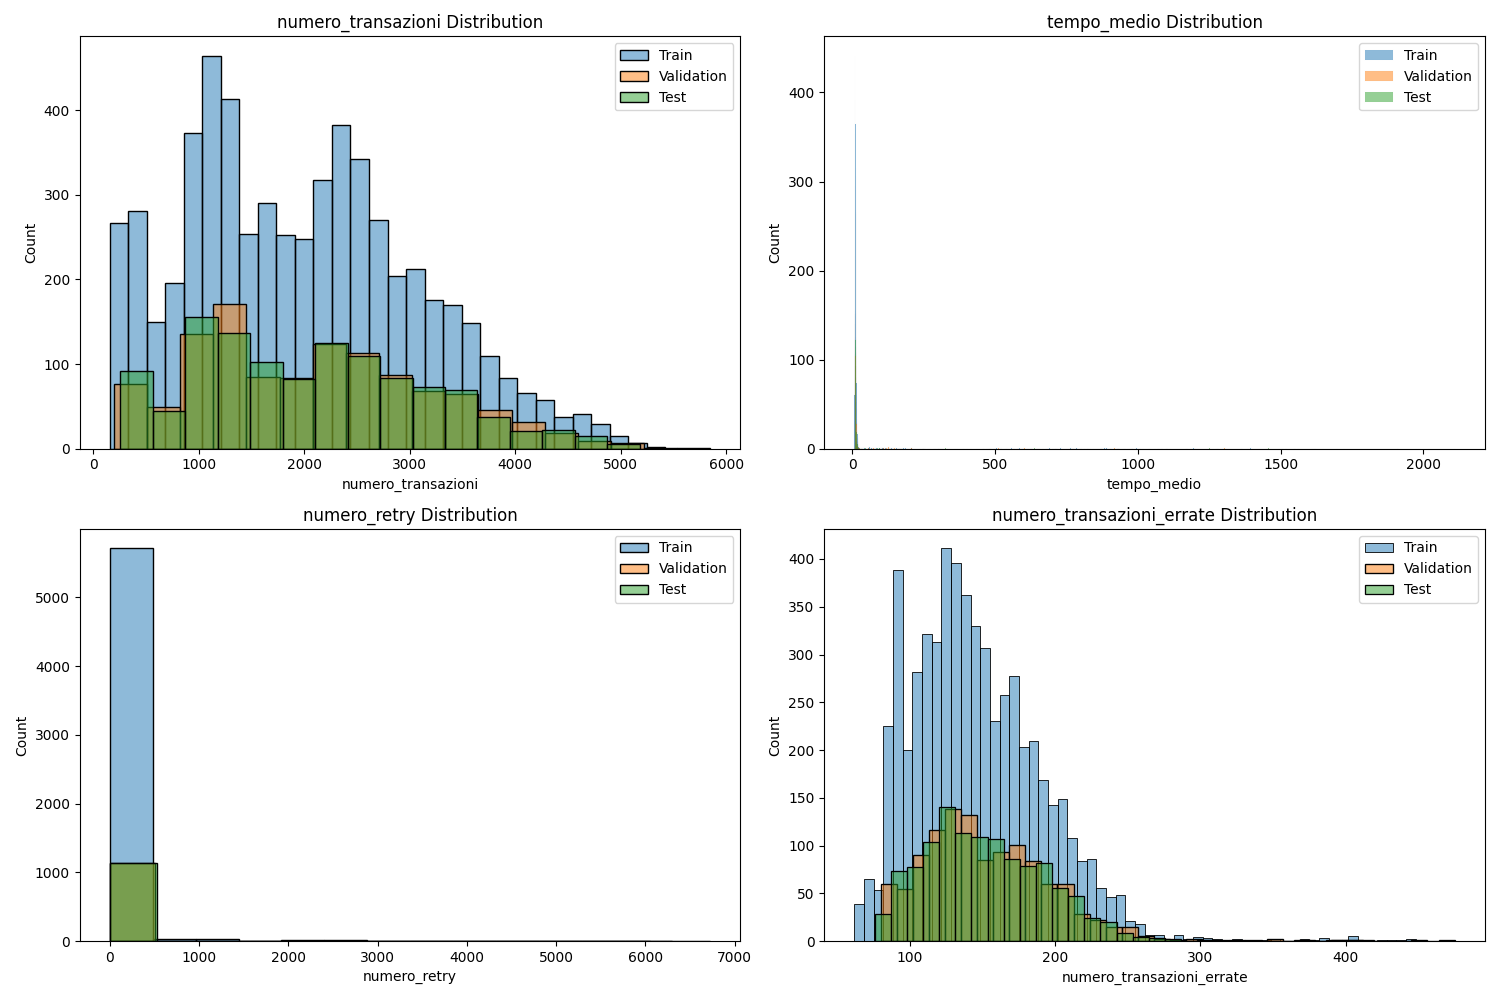 numero_transazioni Distribution
Train
Validation
Test
400
300
200
100
0
Count
0 1000 2000 3000 4000 5000 6000
numero_transazioni
tempo_medio Distribution
Train
Validation
Test
400
300
200
100
0
Count
0 500 1000 1500 2000
tempo_medio
numero_retry Distribution
Train
Validation
Test
5000
4000
3000
2000
1000
0
Count
0 1000 2000 3000 4000 5000 6000 7000
numero_retry
numero_transazioni_errate Distribution
Train
Validation
Test
400
350
300
250
200
150
100
50
0
Count
100 200 300 400
numero_transazioni_errate